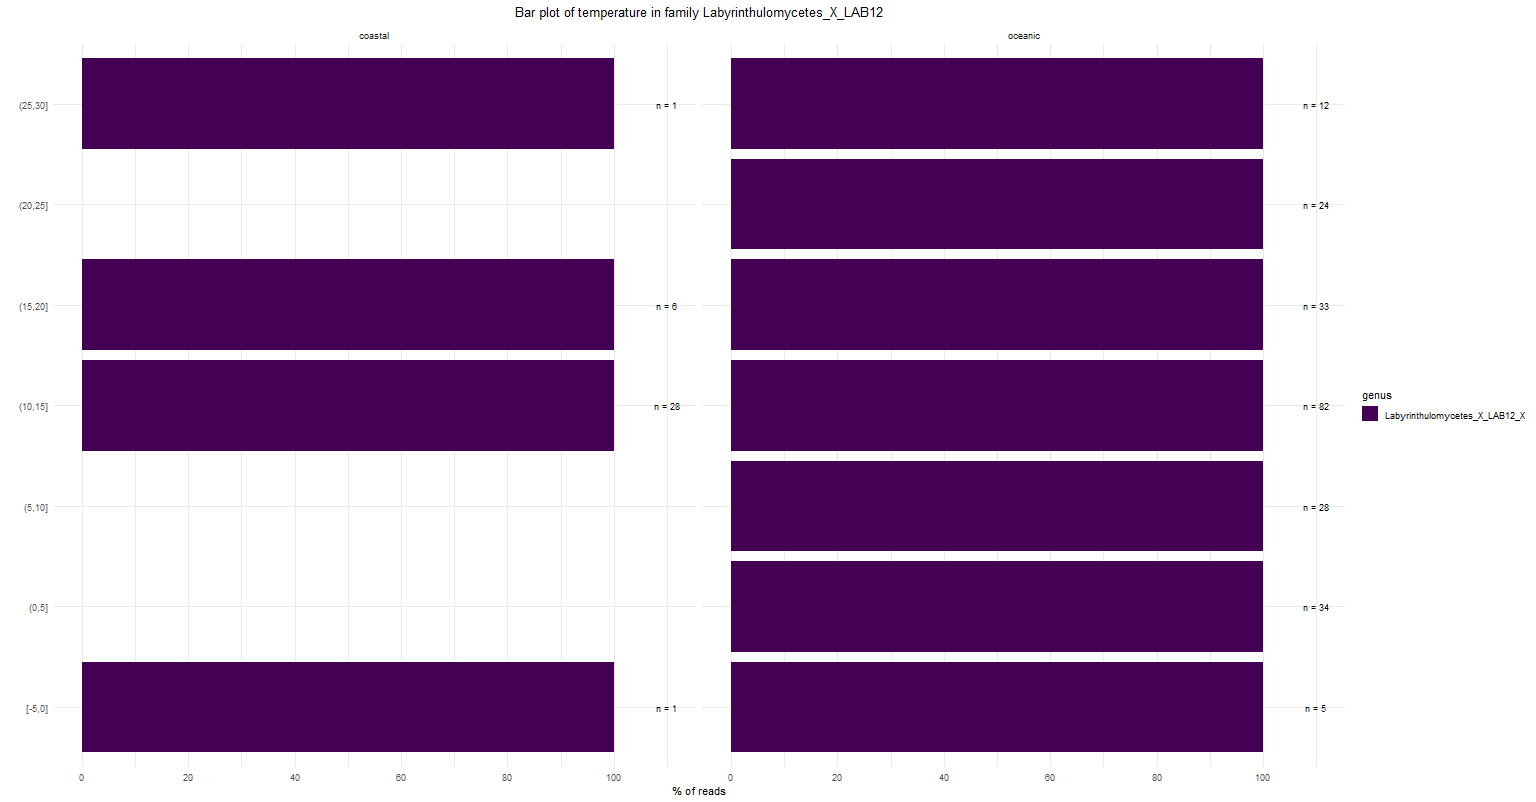 Bar plot of temperature in family Labyrinthulomycetes_X_LAB12
coastal
oceanic
(25,30]
n = 1
n = 12
(20,25]
n = 24
(15,20]
n = 6
n = 33
(10,15]
n = 28
n = 82
genus
Labyrinthulomycetes_X_LAB12_X
(5,10]
n = 28
(0,5]
n = 34
[-5,0]
n = 1
n = 5
0 20 40 60 80 100
0 20 40 60 80 100
% of reads